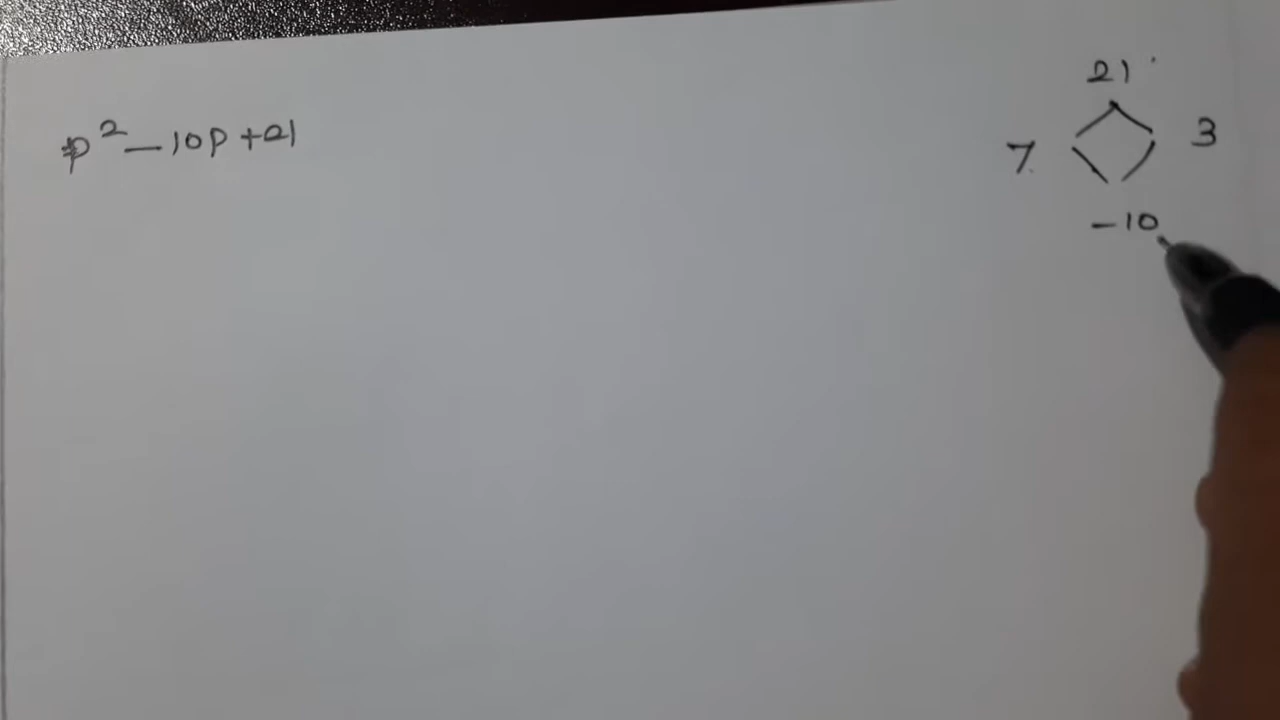 p² – 10p + 21
21
7 3
–10